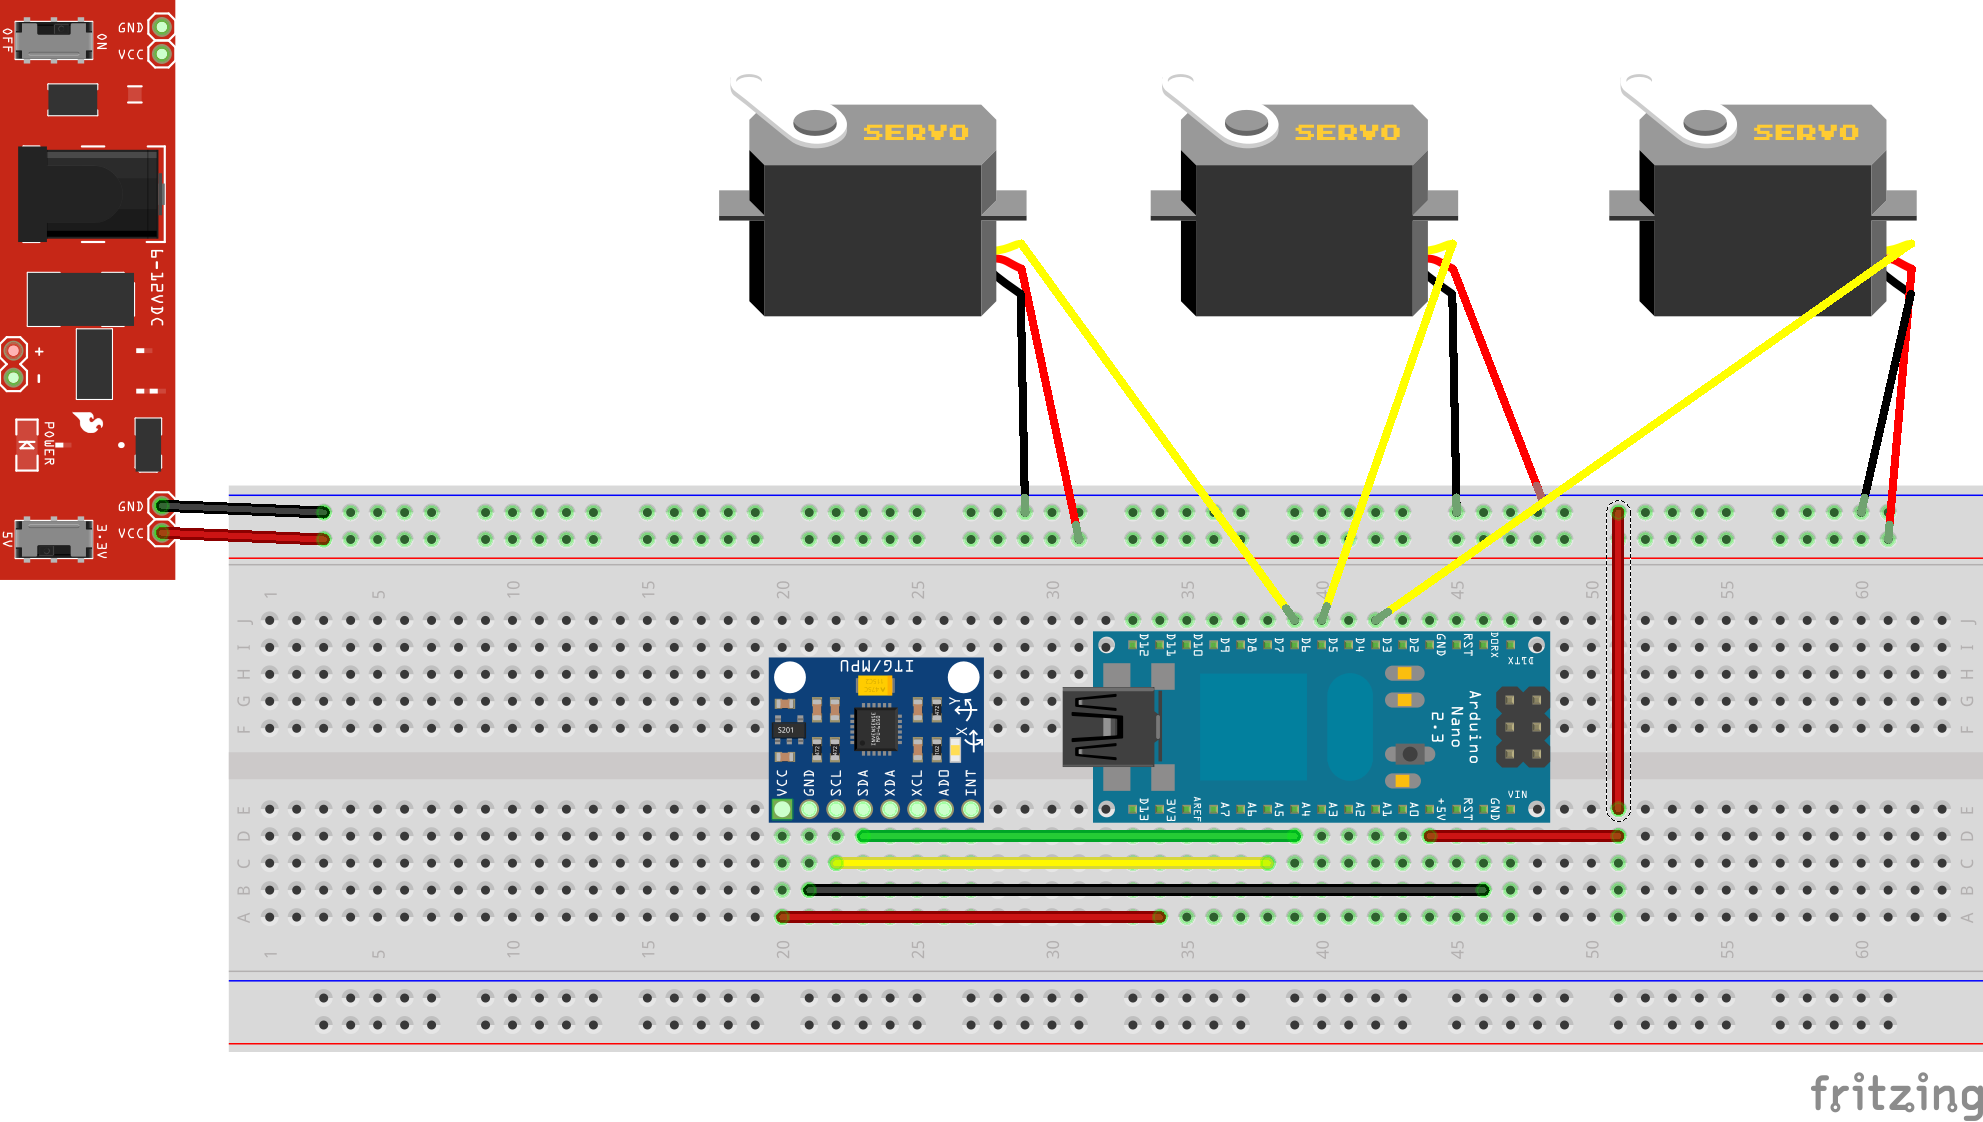 GND
VCC
OFF
ON
6-12VDC
+
-
POWER
GND
VCC
5V
3.3V
SERVO
SERVO
SERVO
1 5 10 15 20 25 30 35 40 45 50 55 60
J J
I I
H H
G G
F F
E E
D D
C C
B B
A A
ITG/MPU
S201
INVENSENSE
Y
X
VCC GND SCL SDA XDA XCL ADO INT
D12 D11 D10 D9 D8 D7 D6 D5 D4 D3 D2 GND RST D0RX D1TX
Arduino
Nano
2.3
D13 AREF A7 A6 A5 A4 A3 A2 A1 A0 +5V RST GND VIN
1 5 10 15 20 25 30 35 40 45 50 55 60
fritzing